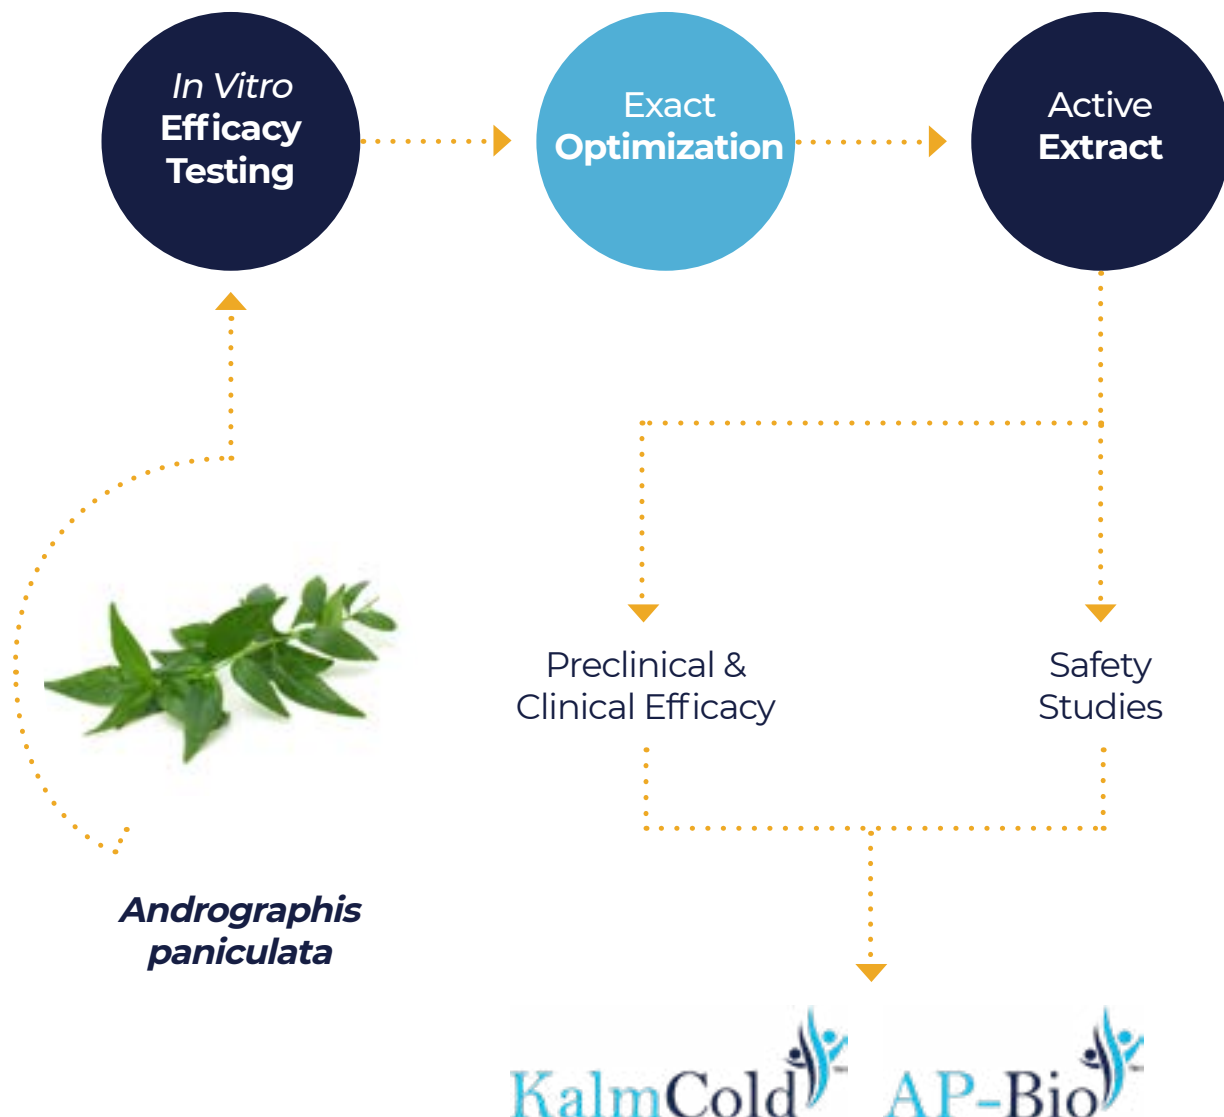 In Vitro
Efficacy
Testing
Exact
Optimization
Active
Extract
Preclinical &
Clinical Efficacy
Safety
Studies
Andrographis
paniculata
KalmCold
AP-Bio